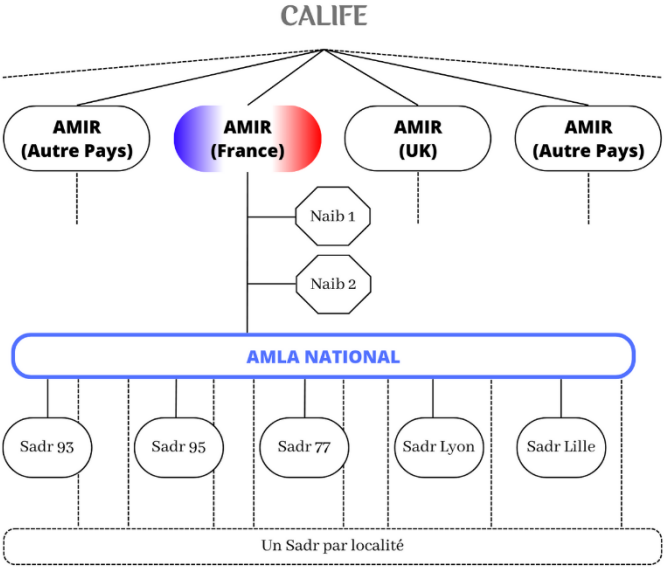 CALIFE
AMIR
(Autre Pays)
AMIR
(France)
AMIR
(UK)
AMIR
(Autre Pays)
Naib 1
Naib 2
AMLA NATIONAL
Sadr 93
Sadr 95
Sadr 77
Sadr Lyon
Sadr Lille
Un Sadr par localité